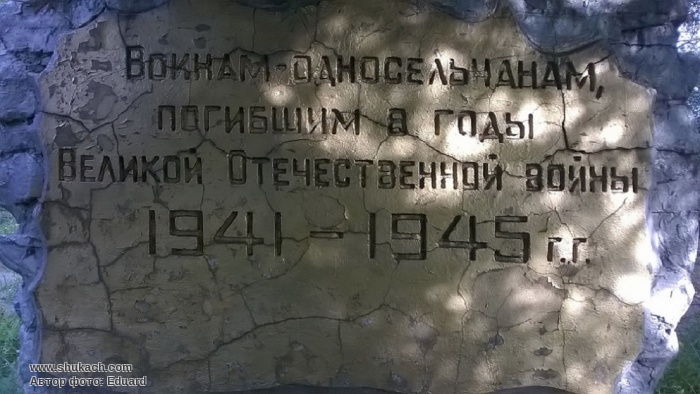 Воинам-односельчанам,
погибшим в годы
Великой Отечественной войны
1941-1945 г.г.
www.shukach.com
Автор фото: Eduard